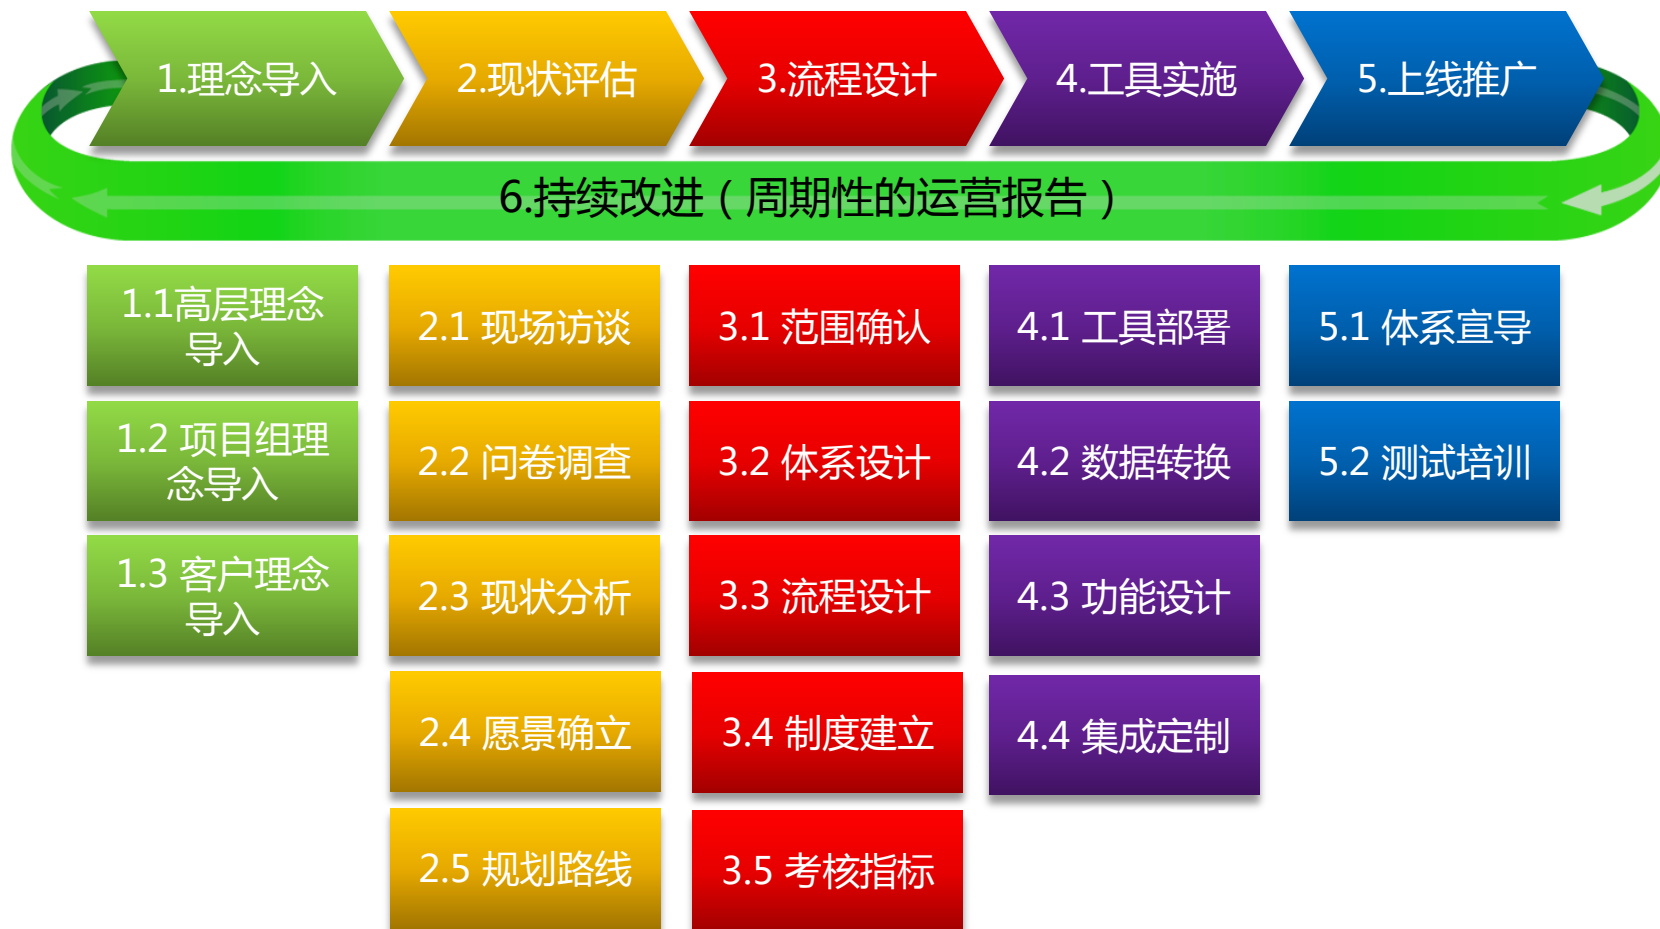 1.理念导入
2.现状评估
3.流程设计
4.工具实施
5.上线推广
6.持续改进（周期性的运营报告）
1.1高层理念
导入
2.1 现场访谈
3.1 范围确认
4.1 工具部署
5.1 体系宣导
1.2 项目组理
念导入
2.2 问卷调查
3.2 体系设计
4.2 数据转换
5.2 测试培训
1.3 客户理念
导入
2.3 现状分析
3.3 流程设计
4.3 功能设计
2.4 愿景确立
3.4 制度建立
4.4 集成定制
2.5 规划路线
3.5 考核指标